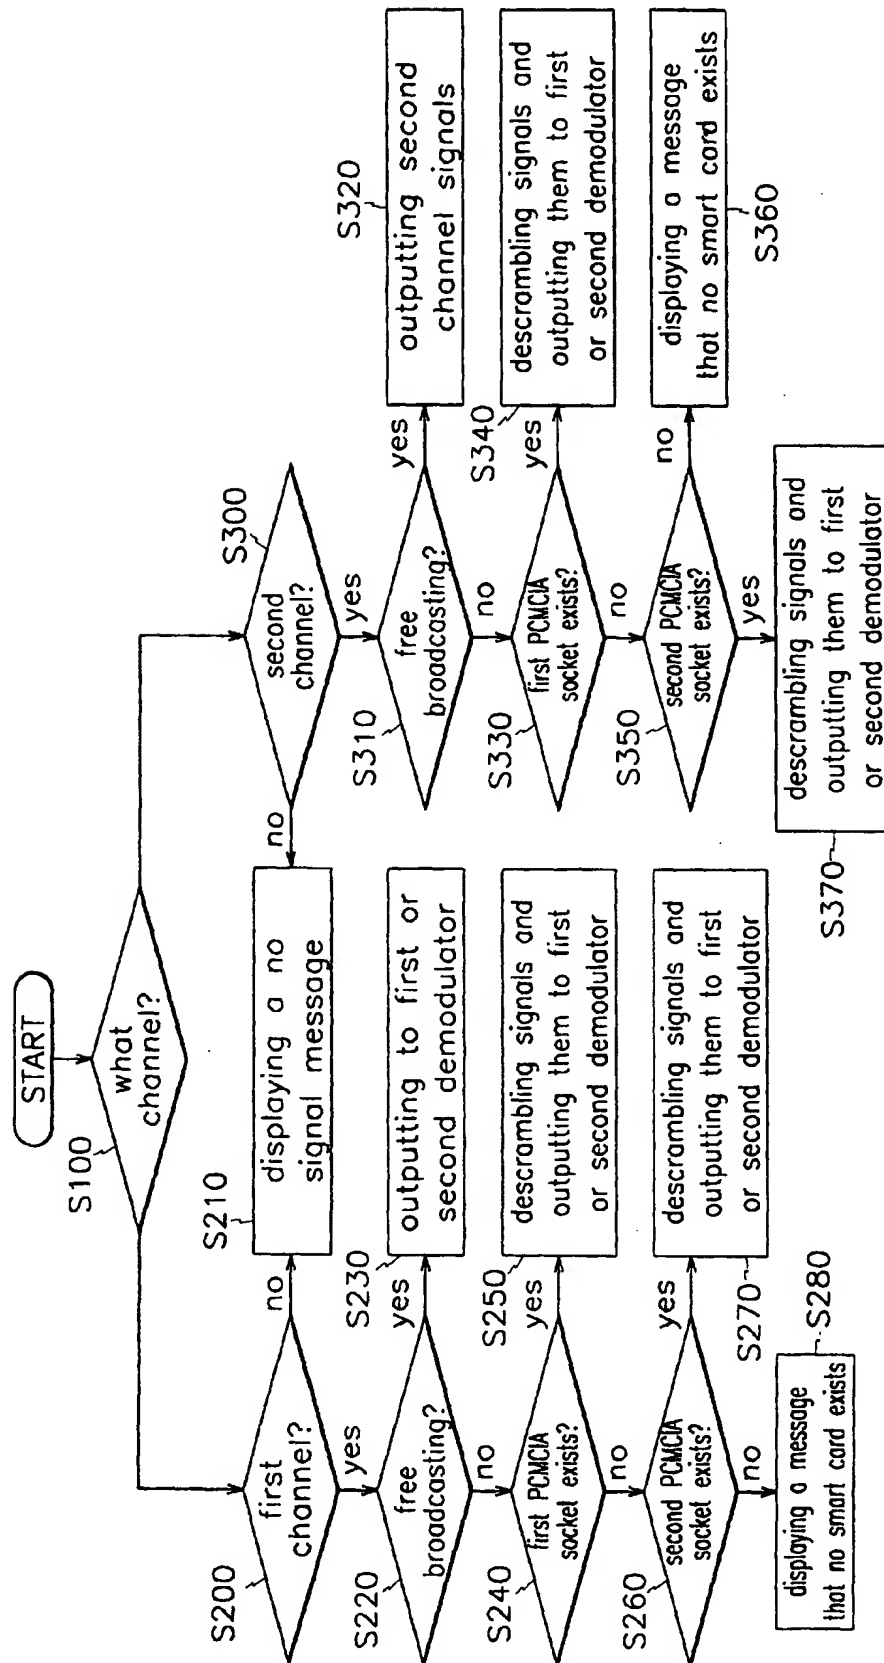 START
S100
what
channel?
S200
first
channel?
no
yes
S210
displaying a no
signal message
S220
free
broadcasting?
yes
no
S230
outputting to first or
second demodulator
S240
first PCMCIA
socket exists?
yes
no
S250
descrambling signals and
outputting them to first
or second demodulator
S260
second PCMCIA
socket exists?
yes
no
S270
descrambling signals and
outputting them to first
or second demodulator
S280
displaying a message
that no smart card exists
S300
second
channel?
no
yes
S310
free
broadcasting?
yes
no
S320
outputting second
channel signals
S330
first PCMCIA
socket exists?
yes
no
S340
descrambling signals and
outputting them to first
or second demodulator
S350
second PCMCIA
socket exists?
no
yes
S360
displaying a message
that no smart card exists
S370
descrambling signals and
outputting them to first
or second demodulator